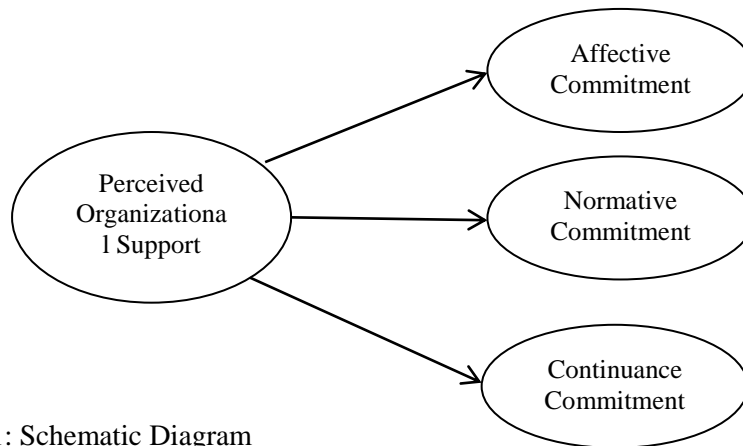 Affective
Commitment
Perceived
Organizationa
l Support
Normative
Commitment
Continuance
Commitment
: Schematic Diagram